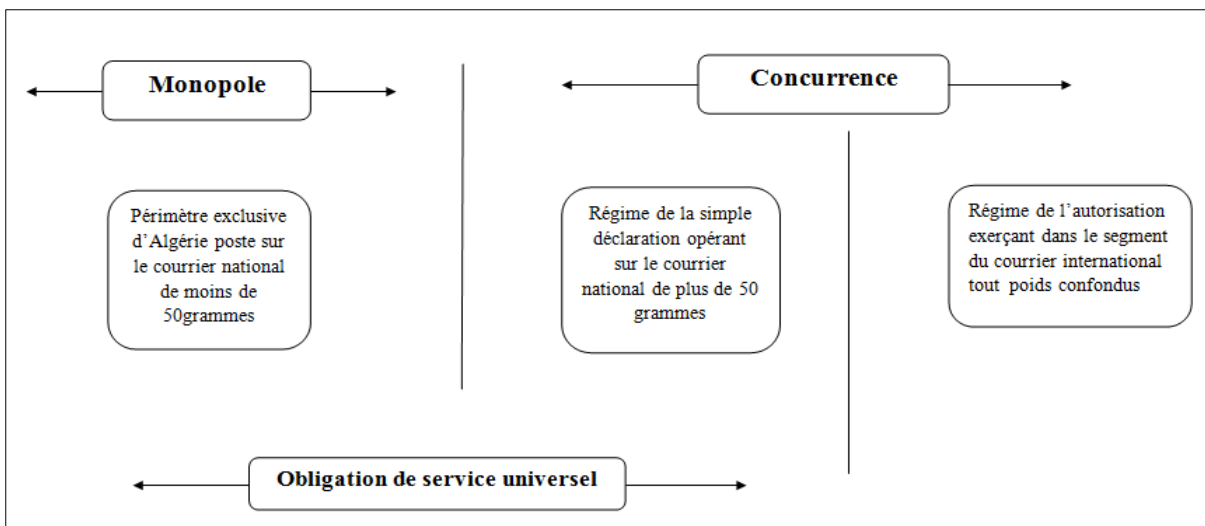 Monopole
Concurrence
Périmètre exclusive
d'Algérie poste sur
le courrier national
de moins de
50grammes
Régime de la simple
déclaration opérant
sur le courrier
national de plus de 50
grammes
Régime de l'autorisation
exerçant dans le segment
du courrier international
tout poids confondus
Obligation de service universel